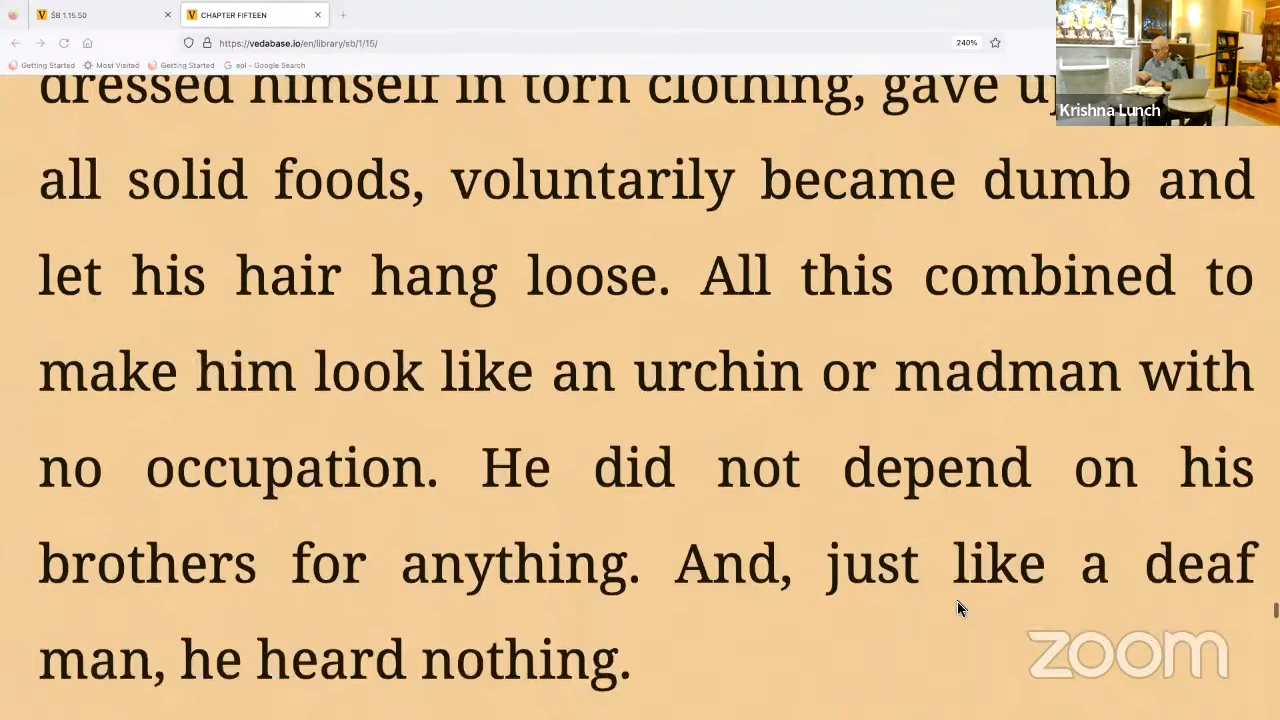 V SB 1.15.50
V CHAPTER FIFTEEN
https://vedabase.io/en/library/sb/1/15/
240%
Getting Started
Most Visited
Getting Started
G epl - Google Search
Krishna Lunch
dressed himself in torn clothing, gave
all solid foods, voluntarily became dumb and
let his hair hang loose. All this combined to
make him look like an urchin or madman with
no occupation. He did not depend on his
brothers for anything. And, just like a deaf
man, he heard nothing.
zoom